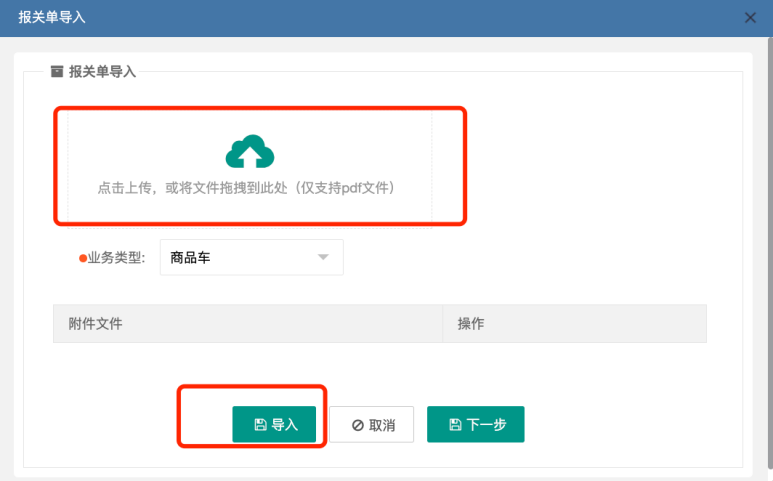 报关单导入
报关单导入
点击上传，或将文件拖拽到此处（仅支持pdf文件）
业务类型: 商品车
附件文件 操作
导入 取消 下一步